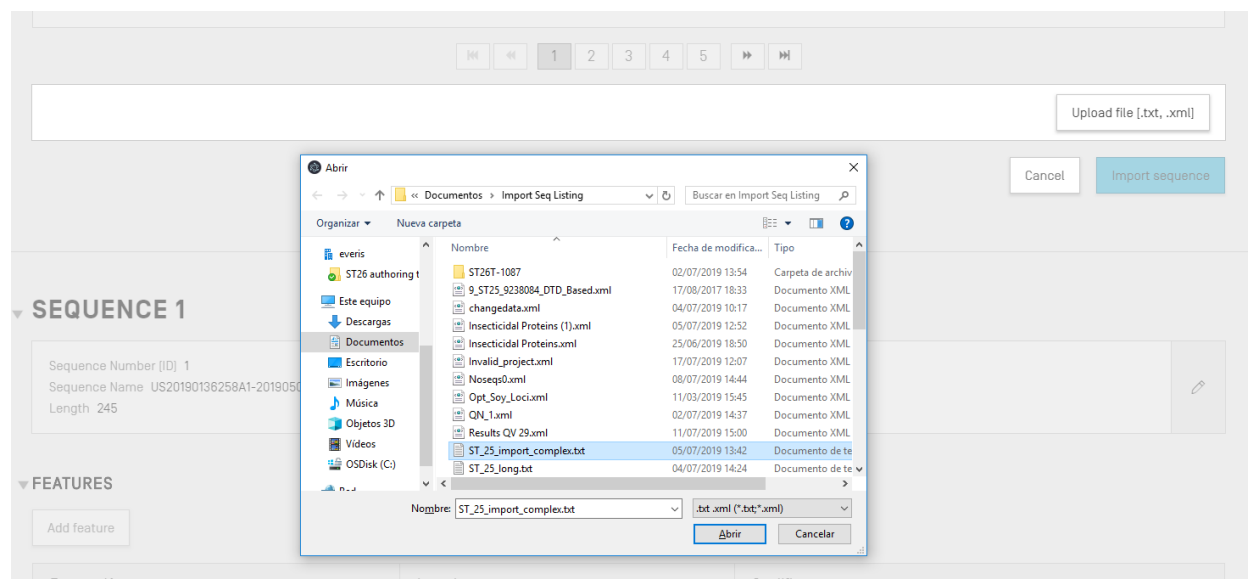 1 2 3 4 5
Upload file [.txt, .xml]
Cancel Import sequence
Abrir
« Documentos › Import Seq Listing
Buscar en Import Seq Listing
Organizar Nueva carpeta
everis
ST26 authoring t
Este equipo
Descargas
Documentos
Escritorio
Imágenes
Música
Objetos 3D
Vídeos
OSDisk (C:)
Nombre Fecha de modifica... Tipo
ST26T-1087 02/07/2019 13:54 Carpeta de archiv
9_ST25_9238084_DTD_Based.xml 17/08/2017 18:33 Documento XML
changedata.xml 04/07/2019 10:17 Documento XML
Insecticidal Proteins (1).xml 05/07/2019 12:52 Documento XML
Insecticidal Proteins.xml 25/06/2019 18:50 Documento XML
Invalid_project.xml 17/07/2019 12:07 Documento XML
Noseqs0.xml 08/07/2019 14:44 Documento XML
Opt_Soy_Loci.xml 11/03/2019 15:45 Documento XML
QN_1.xml 02/07/2019 14:37 Documento XML
Results QV 29.xml 11/07/2019 15:00 Documento XML
ST_25_import_complex.txt 05/07/2019 13:42 Documento de te
ST_25_long.txt 04/07/2019 14:24 Documento de te
Nombre: ST_25_import_complex.txt .txt .xml (*.txt;*.xml)
Abrir Cancelar
SEQUENCE 1
Sequence Number [ID] 1
Sequence Name US20190136258A1-2019050
Length 245
FEATURES
Add feature